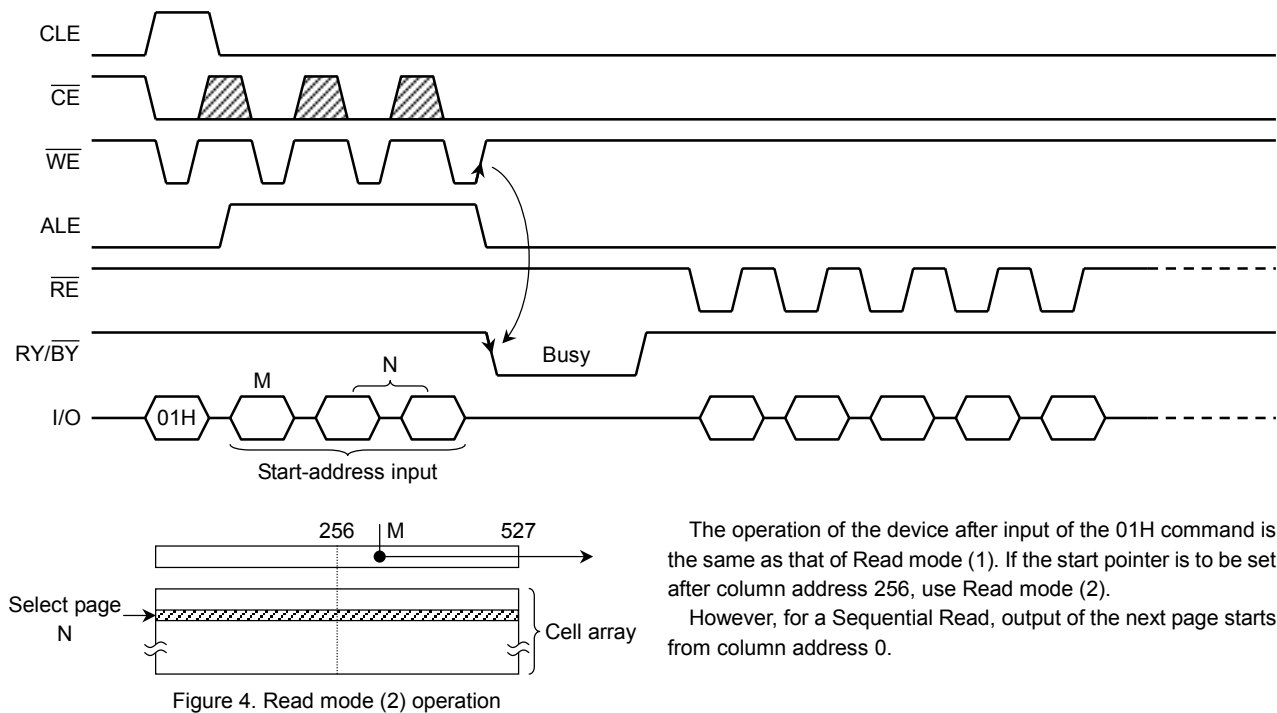 CLE
CE
WE
ALE
RE
RY/BY
Busy
M
N
I/O
01H
Start-address input
256
M
527
Select page
N
Cell array
Figure 4. Read mode (2) operation
The operation of the device after input of the 01H command is
the same as that of Read mode (1). If the start pointer is to be set
after column address 256, use Read mode (2).
However, for a Sequential Read, output of the next page starts
from column address 0.